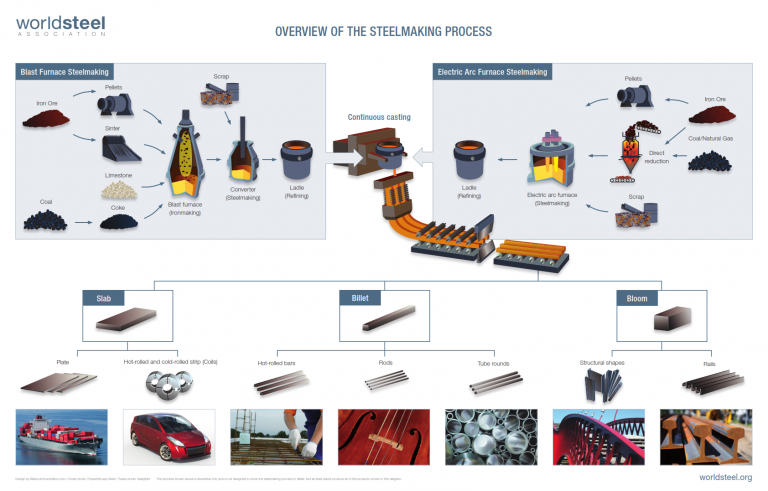 worldsteel
ASSOCIATION
OVERVIEW OF THE STEELMAKING PROCESS
Blast Furnace Steelmaking
Iron Ore
Pellets
Sinter
Limestone
Coal
Coke
Blast furnace
(Ironmaking)
Scrap
Converter
(Steelmaking)
Ladle
(Refining)
Continuous casting
Electric Arc Furnace Steelmaking
Ladle
(Refining)
Electric arc furnace
(Steelmaking)
Pellets
Iron Ore
Coal/Natural Gas
Direct
reduction
Scrap
Slab
Billet
Bloom
Plate
Hot-rolled and cold-rolled strip (Coils)
Hot-rolled bars
Rods
Tube rounds
Structural shapes
Rails
worldsteel.org